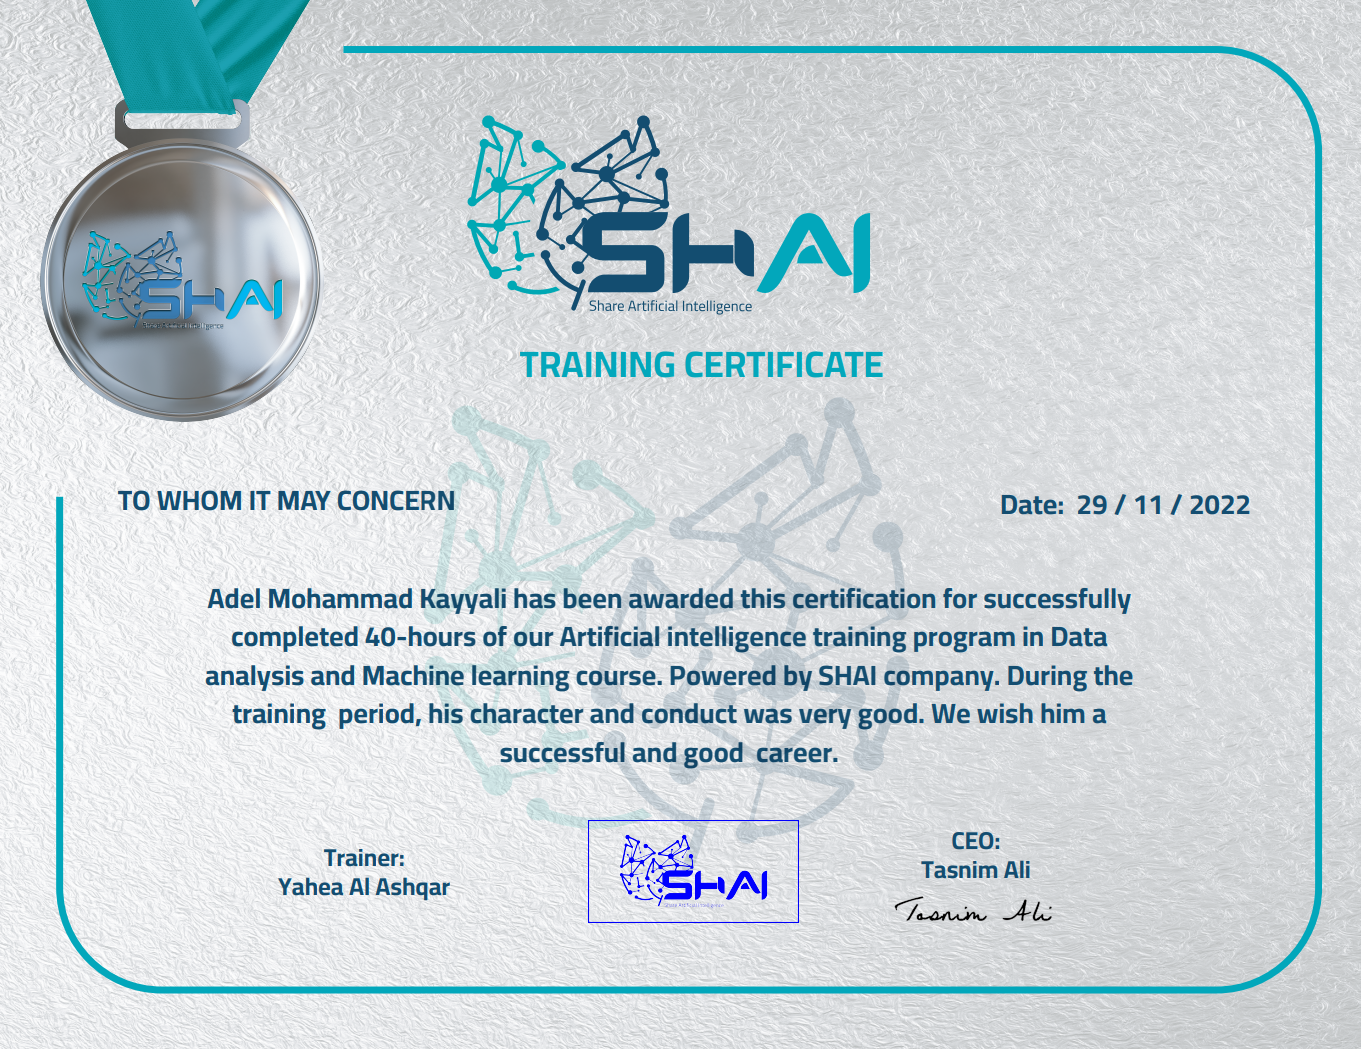 SHAI
Share Artificial Intelligence
SHAI
Share Artificial Intelligence
TRAINING CERTIFICATE
TO WHOM IT MAY CONCERN
Date: 29 / 11 / 2022
Adel Mohammad Kayyali has been awarded this certification for successfully
completed 40-hours of our Artificial intelligence training program in Data
analysis and Machine learning course. Powered by SHAI company. During the
training period, his character and conduct was very good. We wish him a
successful and good career.
Trainer:
Yahea Al Ashqar
SHAI
Share Artificial Intelligence
CEO:
Tasnim Ali
Tasnim Ali